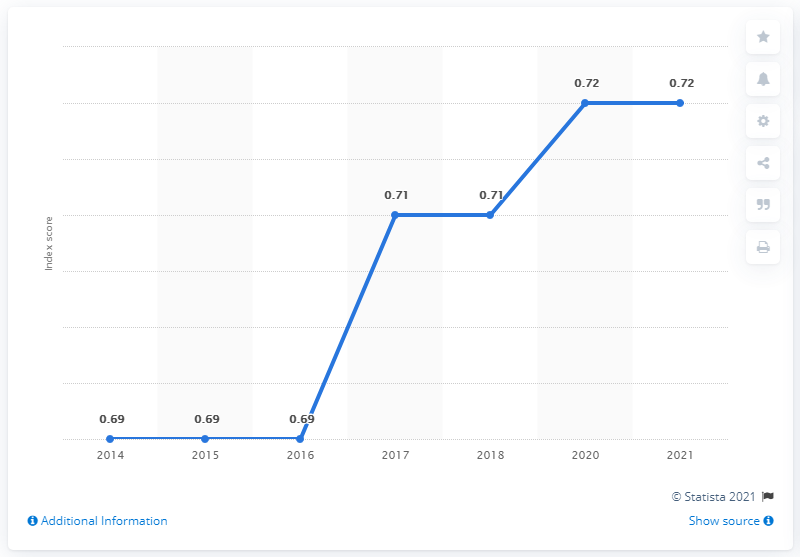 0.72 0.72
0.71 0.71
Index score
0.69 0.69 0.69
2014 2015 2016 2017 2018 2020 2021
© Statista 2021
Additional Information
Show source